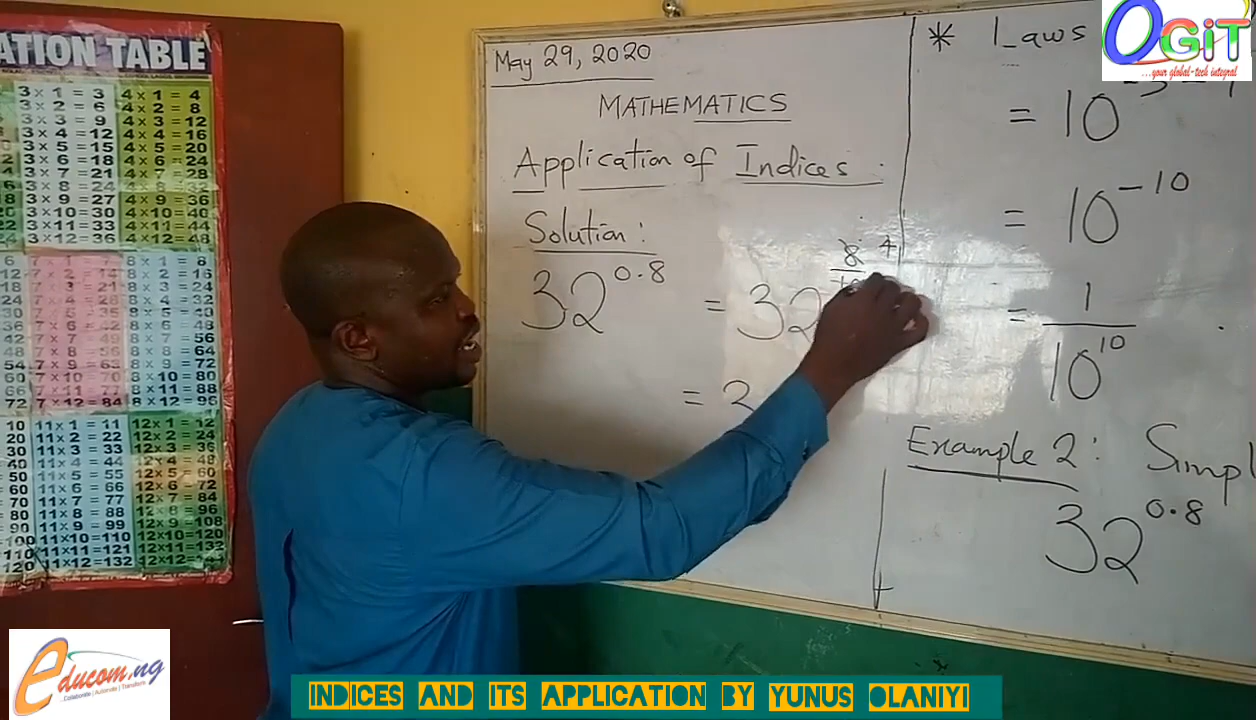 ATION TABLE
3 x 1 = 3 4 x 1 = 4
3 x 2 = 6 4 x 2 = 8
3 x 3 = 9 4 x 3 = 12
3 x 4 = 12 4 x 4 = 16
3 x 5 = 15 4 x 5 = 20
3 x 6 = 18 4 x 6 = 24
3 x 7 = 21 4 x 7 = 28
3 x 8 = 24 4 x 8 = 32
3 x 9 = 27 4 x 9 = 36
3 x 10 = 30 4 x 10 = 40
3 x 11 = 33 4 x 11 = 44
3 x 12 = 36 4 x 12 = 48
7 x 1 = 7 8 x 1 = 8
7 x 2 = 14 8 x 2 = 16
7 x 3 = 21 8 x 3 = 24
7 x 4 = 28 8 x 4 = 32
7 x 5 = 35 8 x 5 = 40
7 x 6 = 42 8 x 6 = 48
7 x 7 = 49 8 x 7 = 56
7 x 8 = 56 8 x 8 = 64
7 x 9 = 63 8 x 9 = 72
7 x 10 = 70 8 x 10 = 80
7 x 11 = 77 8 x 11 = 88
7 x 12 = 84 8 x 12 = 96
11 x 1 = 11 12 x 1 = 12
11 x 2 = 22 12 x 2 = 24
11 x 3 = 33 12 x 3 = 36
11 x 4 = 44 12 x 4 = 48
11 x 5 = 55 12 x 5 = 60
11 x 6 = 66 12 x 6 = 72
11 x 7 = 77 12 x 7 = 84
11 x 8 = 88 12 x 8 = 96
11 x 9 = 99 12 x 9 = 108
11 x 10 = 110 12 x 10 = 120
11 x 11 = 121 12 x 11 = 132
11 x 12 = 132 12 x 12 = 144
May 29, 2020
MATHEMATICS
Application of Indices
Solution:
32^0.8 = 32^8/10 4
= 2
* Laws
= 10
= 10^-10
= 1/10^10
Example 2: Simpl
32^0.8
OGiT
...your global-tech integral
Educom.ng
Collaborate | Automate | Transform
INDICES AND ITS APPLICATION BY YUNUS OLANIYI